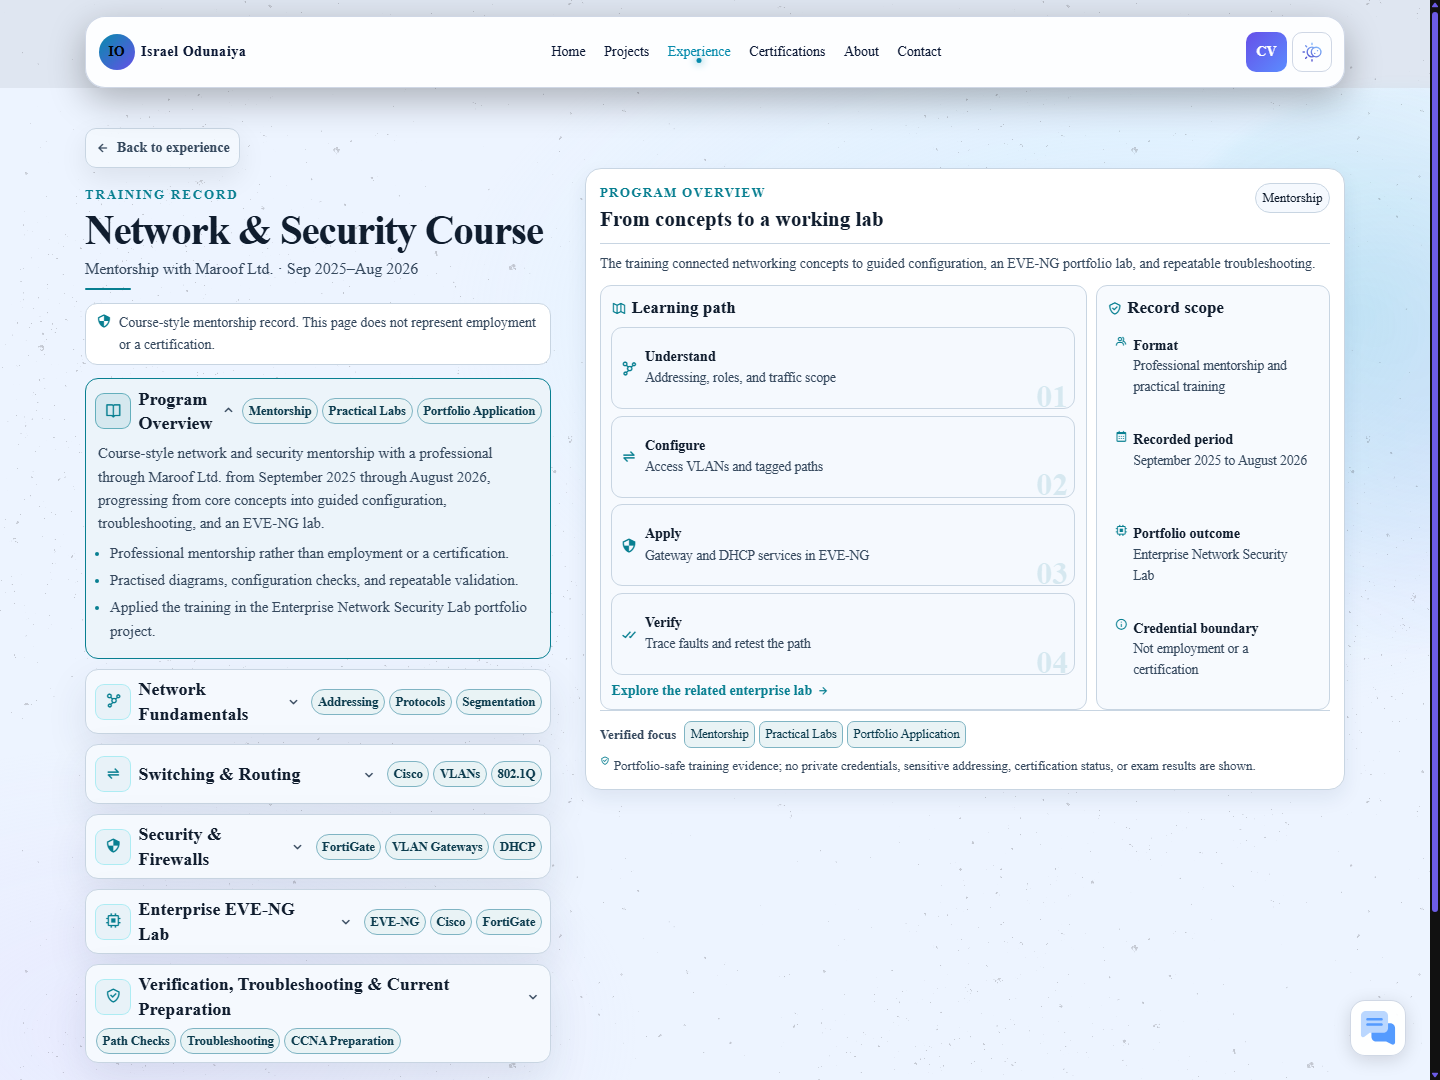 IO Israel Odunaiya
Home Projects Experience Certifications About Contact
CV
Back to experience
TRAINING RECORD
Network & Security Course
Mentorship with Maroof Ltd. · Sep 2025–Aug 2026
Course-style mentorship record. This page does not represent employment
or a certification.
Program
Overview
Mentorship Practical Labs Portfolio Application
Course-style network and security mentorship with a professional
through Maroof Ltd. from September 2025 through August 2026,
progressing from core concepts into guided configuration,
troubleshooting, and an EVE-NG lab.
• Professional mentorship rather than employment or a certification.
• Practised diagrams, configuration checks, and repeatable validation.
• Applied the training in the Enterprise Network Security Lab portfolio
project.
Network
Fundamentals
Addressing Protocols Segmentation
Switching & Routing
Cisco VLANs 802.1Q
Security &
Firewalls
FortiGate VLAN Gateways DHCP
Enterprise EVE-NG
Lab
EVE-NG Cisco FortiGate
Verification, Troubleshooting & Current
Preparation
Path Checks Troubleshooting CCNA Preparation
PROGRAM OVERVIEW
From concepts to a working lab
Mentorship
The training connected networking concepts to guided configuration, an EVE-NG portfolio lab, and repeatable troubleshooting.
Learning path
Understand
Addressing, roles, and traffic scope
01
Configure
Access VLANs and tagged paths
02
Apply
Gateway and DHCP services in EVE-NG
03
Verify
Trace faults and retest the path
04
Explore the related enterprise lab
Record scope
Format
Professional mentorship and
practical training
Recorded period
September 2025 to August 2026
Portfolio outcome
Enterprise Network Security
Lab
Credential boundary
Not employment or a
certification
Verified focus Mentorship Practical Labs Portfolio Application
Portfolio-safe training evidence; no private credentials, sensitive addressing, certification status, or exam results are shown.